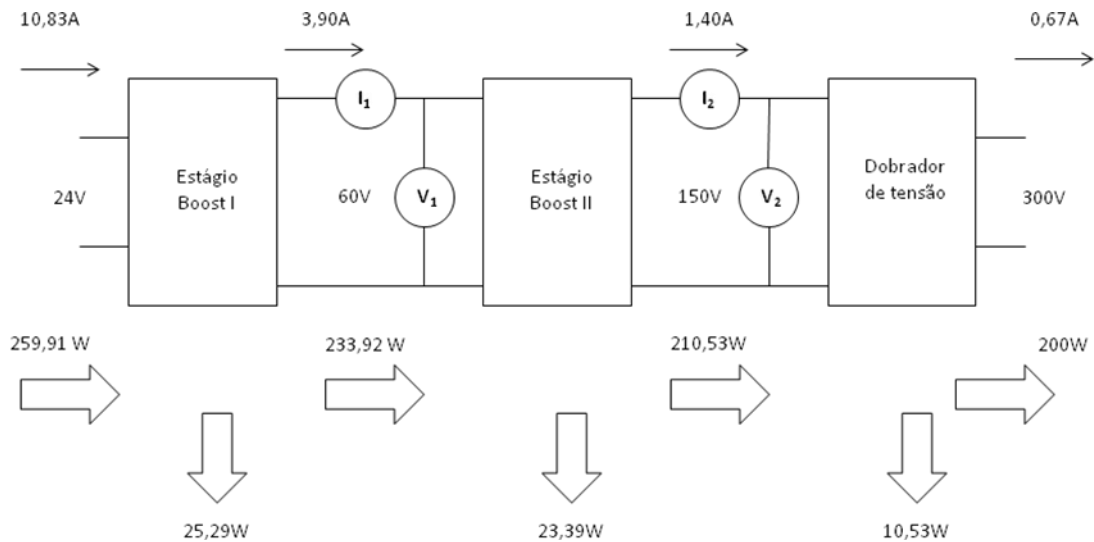 10,83A
3,90A
1,40A
0,67A
I1
I2
Estágio
Boost I
Estágio
Boost II
Dobrador
de tensão
24V
60V
V1
150V
V2
300V
259,91 W
233,92 W
210,53W
200W
25,29W
23,39W
10,53W